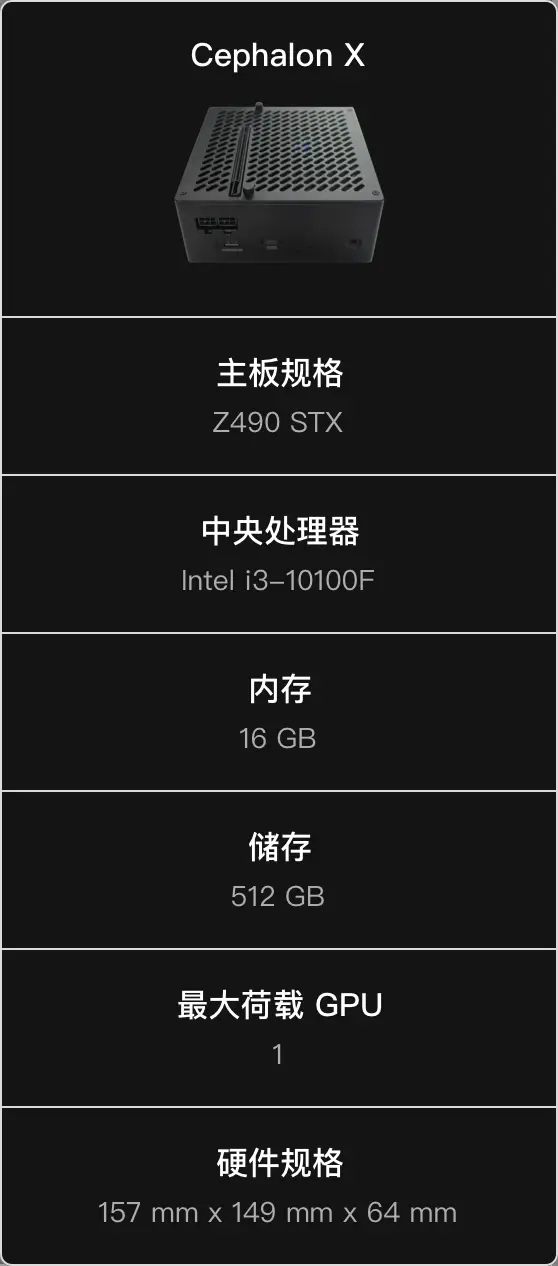 Cephalon X
主板规格
Z490 STX
中央处理器
Intel i3-10100F
内存
16 GB
储存
512 GB
最大荷载 GPU
1
硬件规格
157 mm x 149 mm x 64 mm